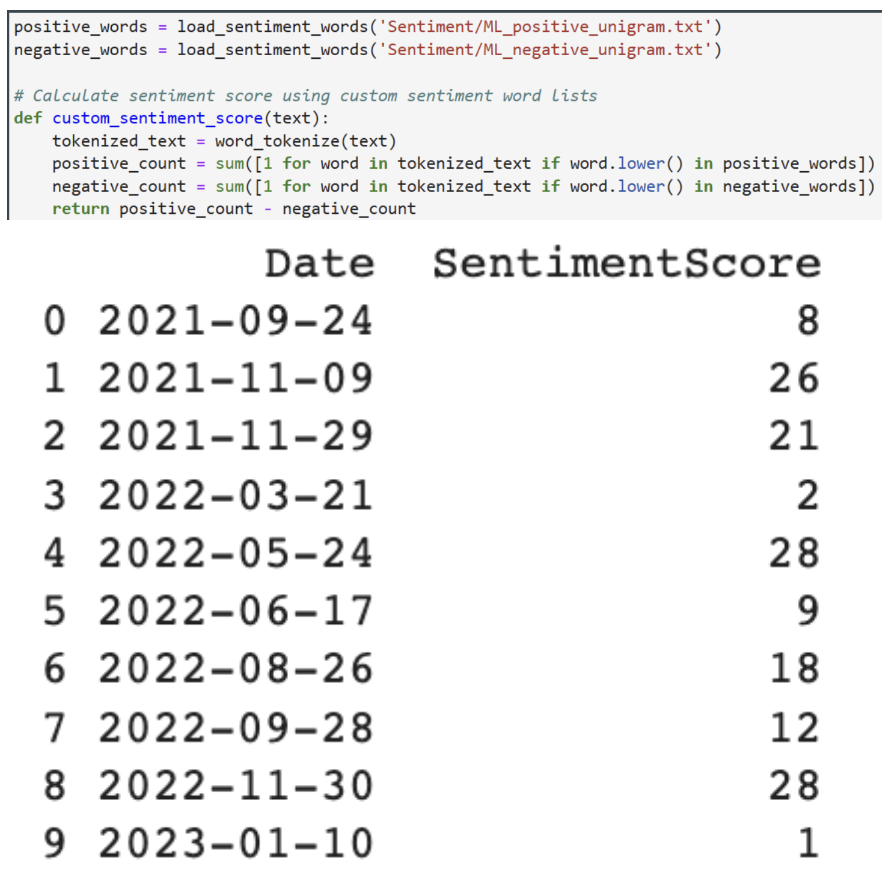 positive_words = load_sentiment_words('Sentiment/ML_positive_unigram.txt')
negative_words = load_sentiment_words('Sentiment/ML_negative_unigram.txt')
# Calculate sentiment score using custom sentiment word lists
def custom_sentiment_score(text):
    tokenized_text = word_tokenize(text)
    positive_count = sum([1 for word in tokenized_text if word.lower() in positive_words])
    negative_count = sum([1 for word in tokenized_text if word.lower() in negative_words])
    return positive_count - negative_count
Date SentimentScore
0 2021-09-24 8
1 2021-11-09 26
2 2021-11-29 21
3 2022-03-21 2
4 2022-05-24 28
5 2022-06-17 9
6 2022-08-26 18
7 2022-09-28 12
8 2022-11-30 28
9 2023-01-10 1